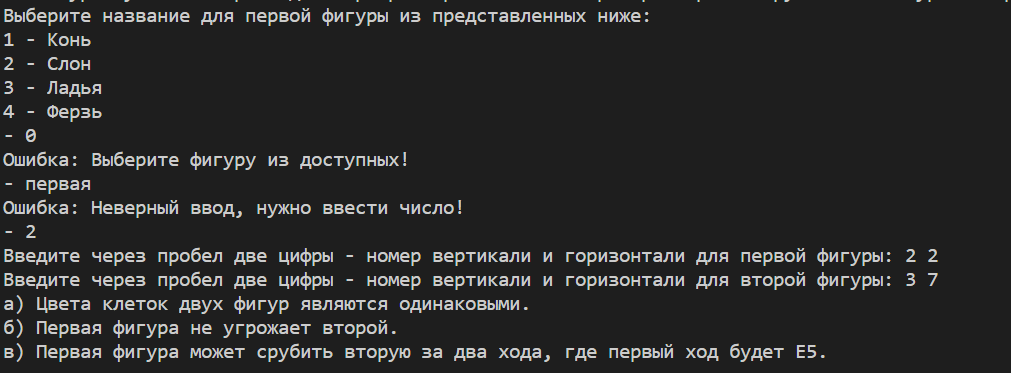 Выберите название для первой фигуры из представленных ниже:
1 - Конь
2 - Слон
3 - Ладья
4 - Ферзь
- 0
Ошибка: Выберите фигуру из доступных!
- первая
Ошибка: Неверный ввод, нужно ввести число!
- 2
Введите через пробел две цифры - номер вертикали и горизонтали для первой фигуры: 2 2
Введите через пробел две цифры - номер вертикали и горизонтали для второй фигуры: 3 7
а) Цвета клеток двух фигур являются одинаковыми.
б) Первая фигура не угрожает второй.
в) Первая фигура может срубить вторую за два хода, где первый ход будет E5.